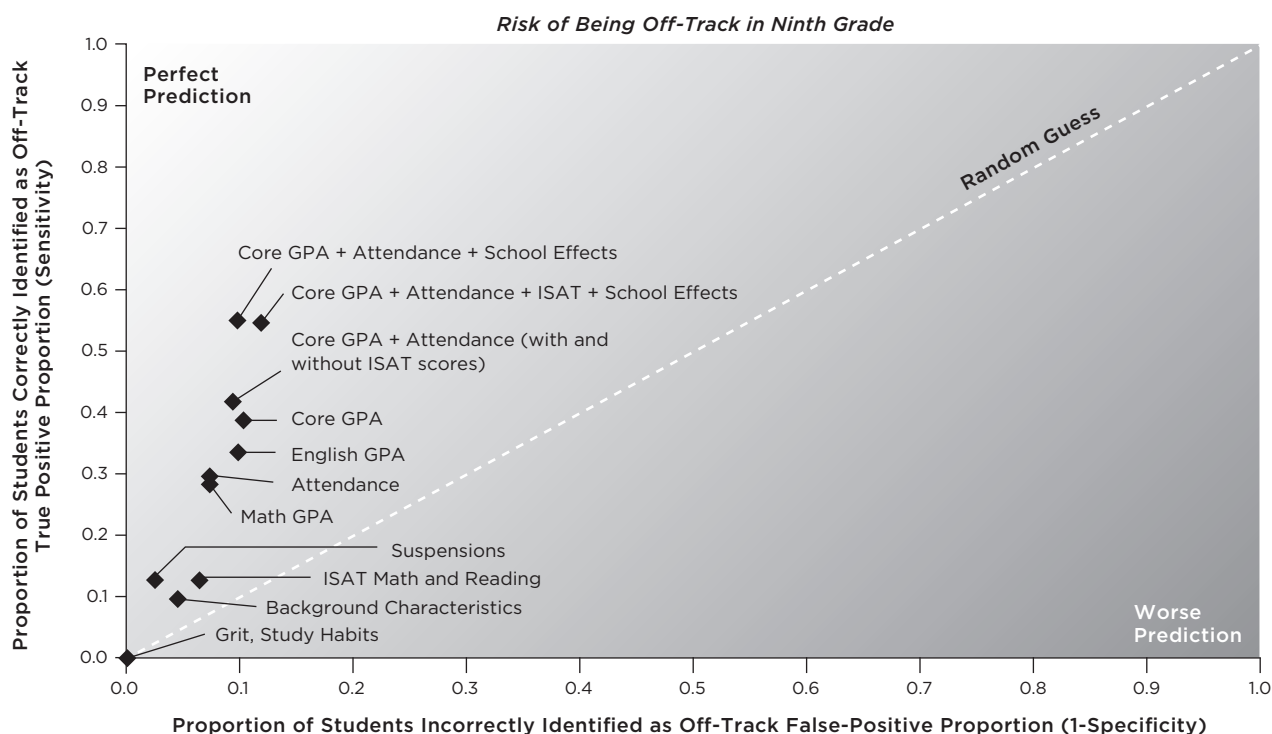 Risk of Being Off-Track in Ninth Grade
Proportion of Students Correctly Identified as Off-Track
True Positive Proportion (Sensitivity)
1.0
0.9
0.8
0.7
0.6
0.5
0.4
0.3
0.2
0.1
0.0
Perfect
Prediction
Random Guess
Core GPA + Attendance + School Effects
Core GPA + Attendance + ISAT + School Effects
Core GPA + Attendance (with and
without ISAT scores)
Core GPA
English GPA
Attendance
Math GPA
Suspensions
ISAT Math and Reading
Background Characteristics
Grit, Study Habits
Worse
Prediction
0.0 0.1 0.2 0.3 0.4 0.5 0.6 0.7 0.8 0.9 1.0
Proportion of Students Incorrectly Identified as Off-Track False-Positive Proportion (1-Specificity)